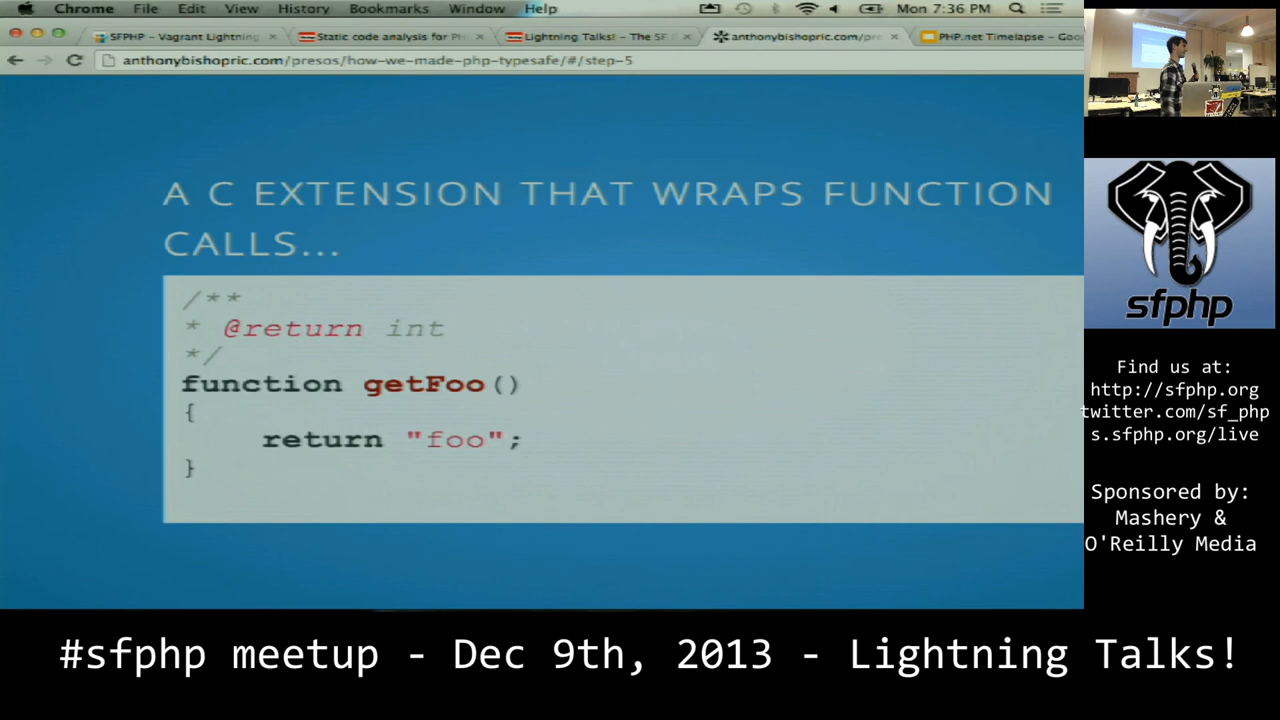 Chrome File Edit View History Bookmarks Window Help Mon 7:36 PM
SFPHP - Vagrant Lightning
Static code analysis for
Lightning Talks! - The SF
anthonybishopric.com/pre
PHP.net Timelapse - Goo
anthonybishopric.com/presos/how-we-made-php-typesafe/#/step-5
A C EXTENSION THAT WRAPS FUNCTION
CALLS...
/**
* @return int
*/
function getFoo()
{
return "foo";
}
sfphp
Find us at:
http://sfphp.org
twitter.com/sf_php
s.sfphp.org/live
Sponsored by:
Mashery &
O'Reilly Media
#sfphp meetup - Dec 9th, 2013 - Lightning Talks!